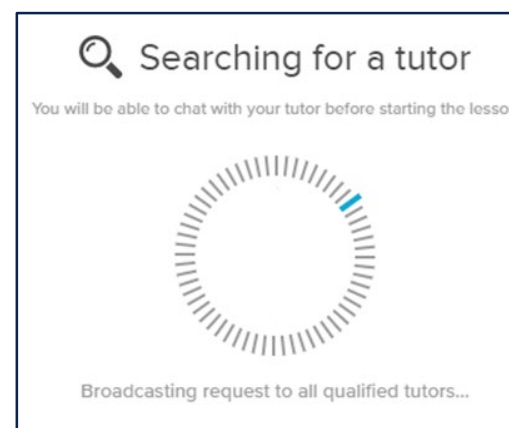 Searching for a tutor
You will be able to chat with your tutor before starting the lesso
Broadcasting request to all qualified tutors...